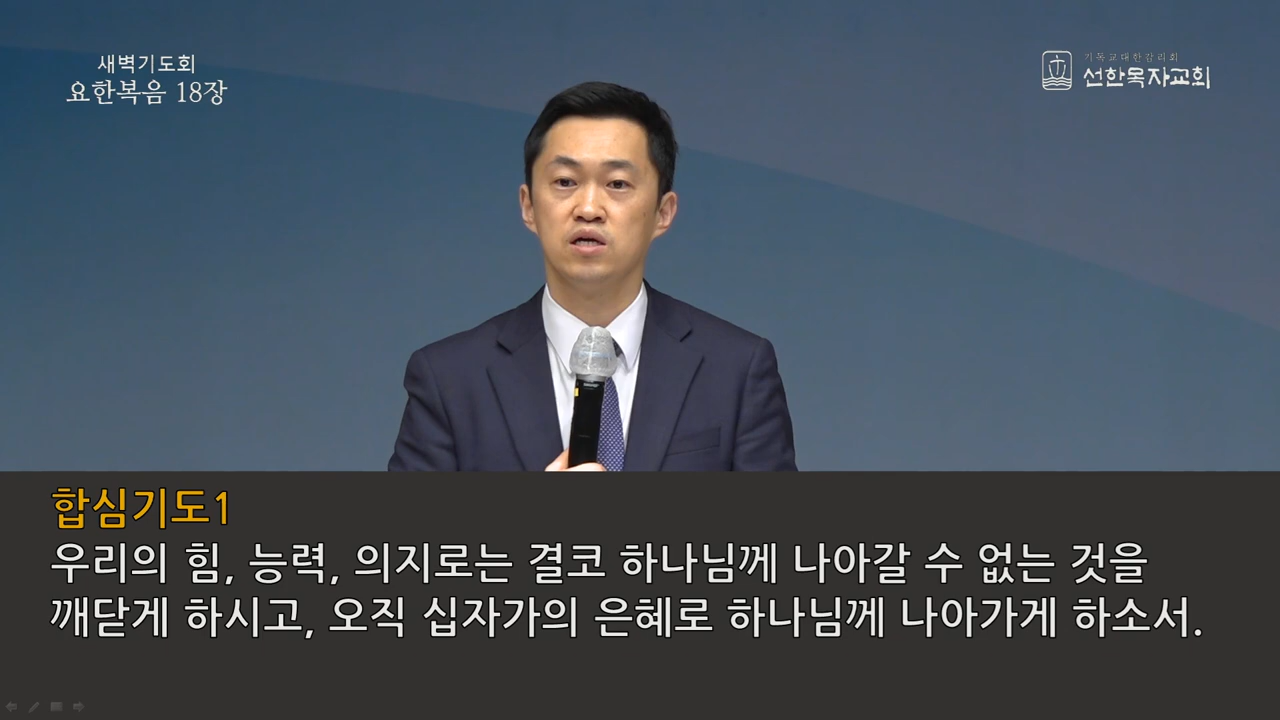 새벽기도회
요한복음 18장
기독교대한감리회
선한목자교회
합심기도1
우리의 힘, 능력, 의지로는 결코 하나님께 나아갈 수 없는 것을
깨닫게 하시고, 오직 십자가의 은혜로 하나님께 나아가게 하소서.